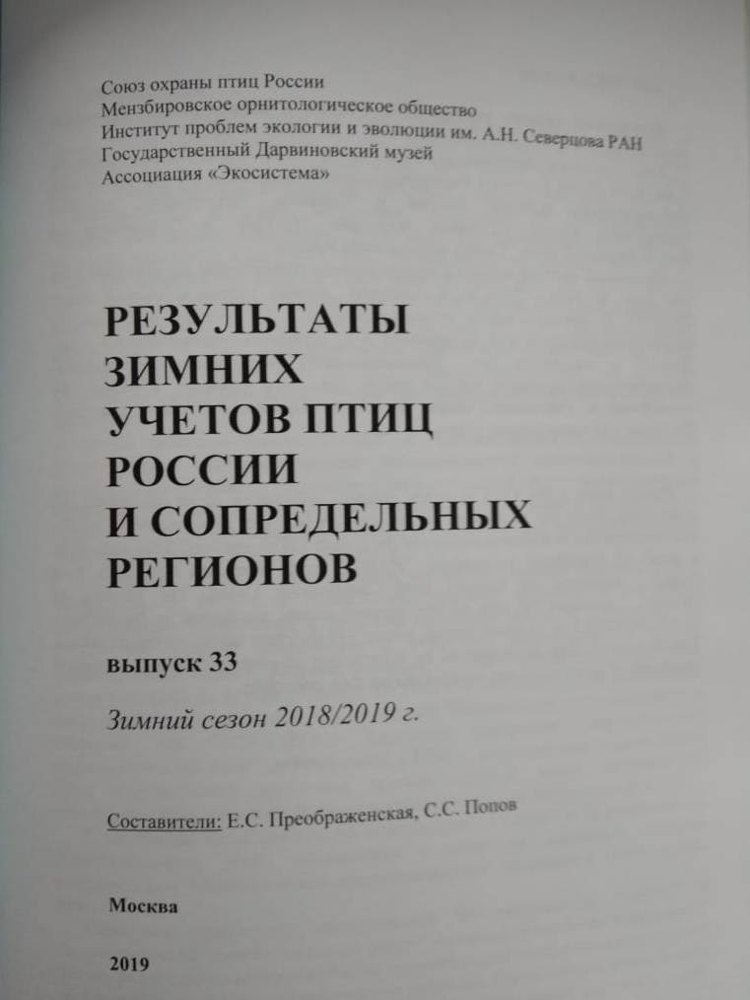 Союз охраны птиц России
Мензбировское орнитологическое общество
Институт проблем экологии и эволюции им. А.Н. Северцова РАН
Государственный Дарвиновский музей
Ассоциация «Экосистема»
РЕЗУЛЬТАТЫ
ЗИМНИХ
УЧЕТОВ ПТИЦ
РОССИИ
И СОПРЕДЕЛЬНЫХ
РЕГИОНОВ
выпуск 33
Зимний сезон 2018/2019 г.
Составители: Е.С. Преображенская, С.С. Попов
Москва
2019